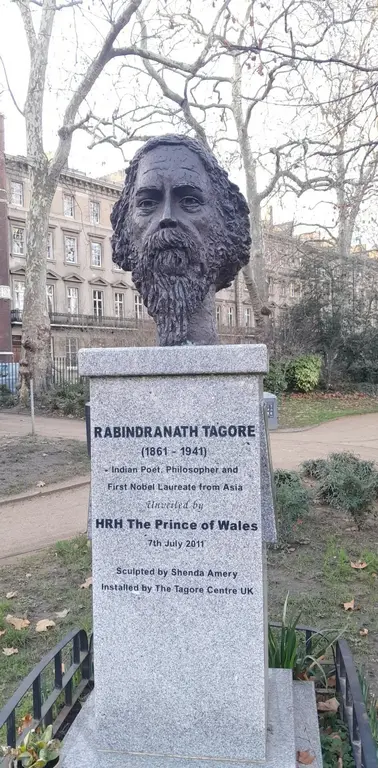 RABINDRANATH TAGORE
(1861 - 1941)
Indian Poet, Philosopher and
First Nobel Laureate from Asia
Unveiled by
HRH The Prince of Wales
7th July 2011
Sculpted by Shenda Amery
Installed by The Tagore Centre UK